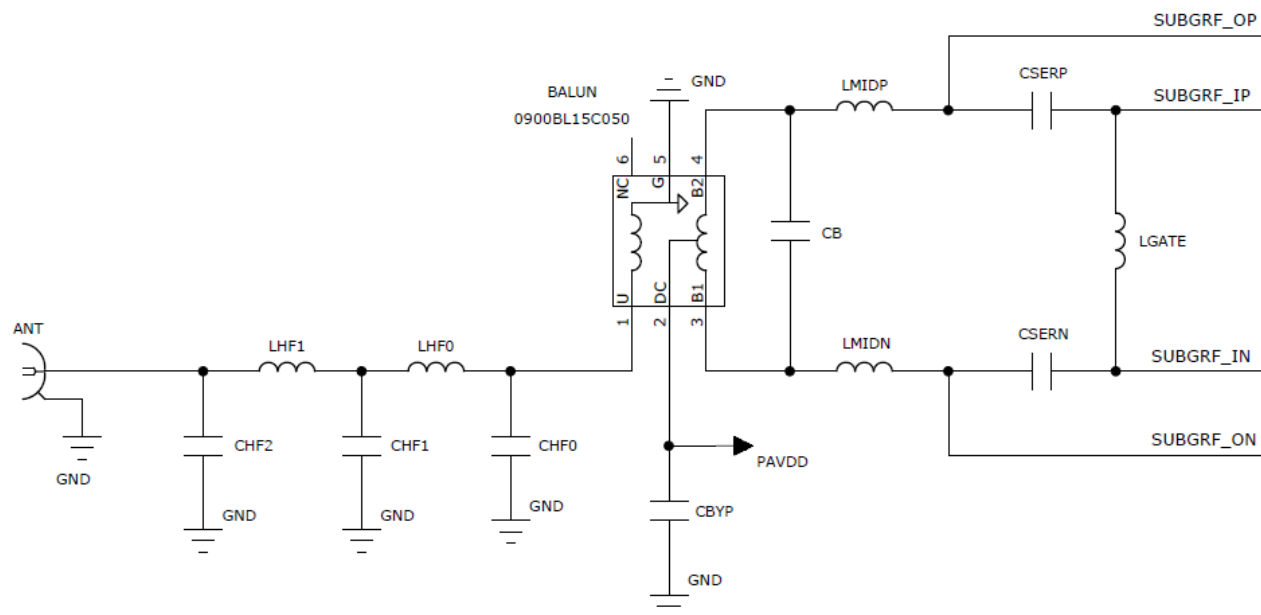 SUBGRF_OP
CSERP
GND
LMIDP
BALUN
SUBGRF_IP
0900BL15C050
6
5
4
NC
G
B2
CB
LGATE
U
DC
B1
1
2
3
ANT
LHF1
LHF0
LMIDN
CSERN
SUBGRF_IN
CHF2
CHF1
CHF0
SUBGRF_ON
PAVDD
GND
GND
GND
GND
CBYP
GND